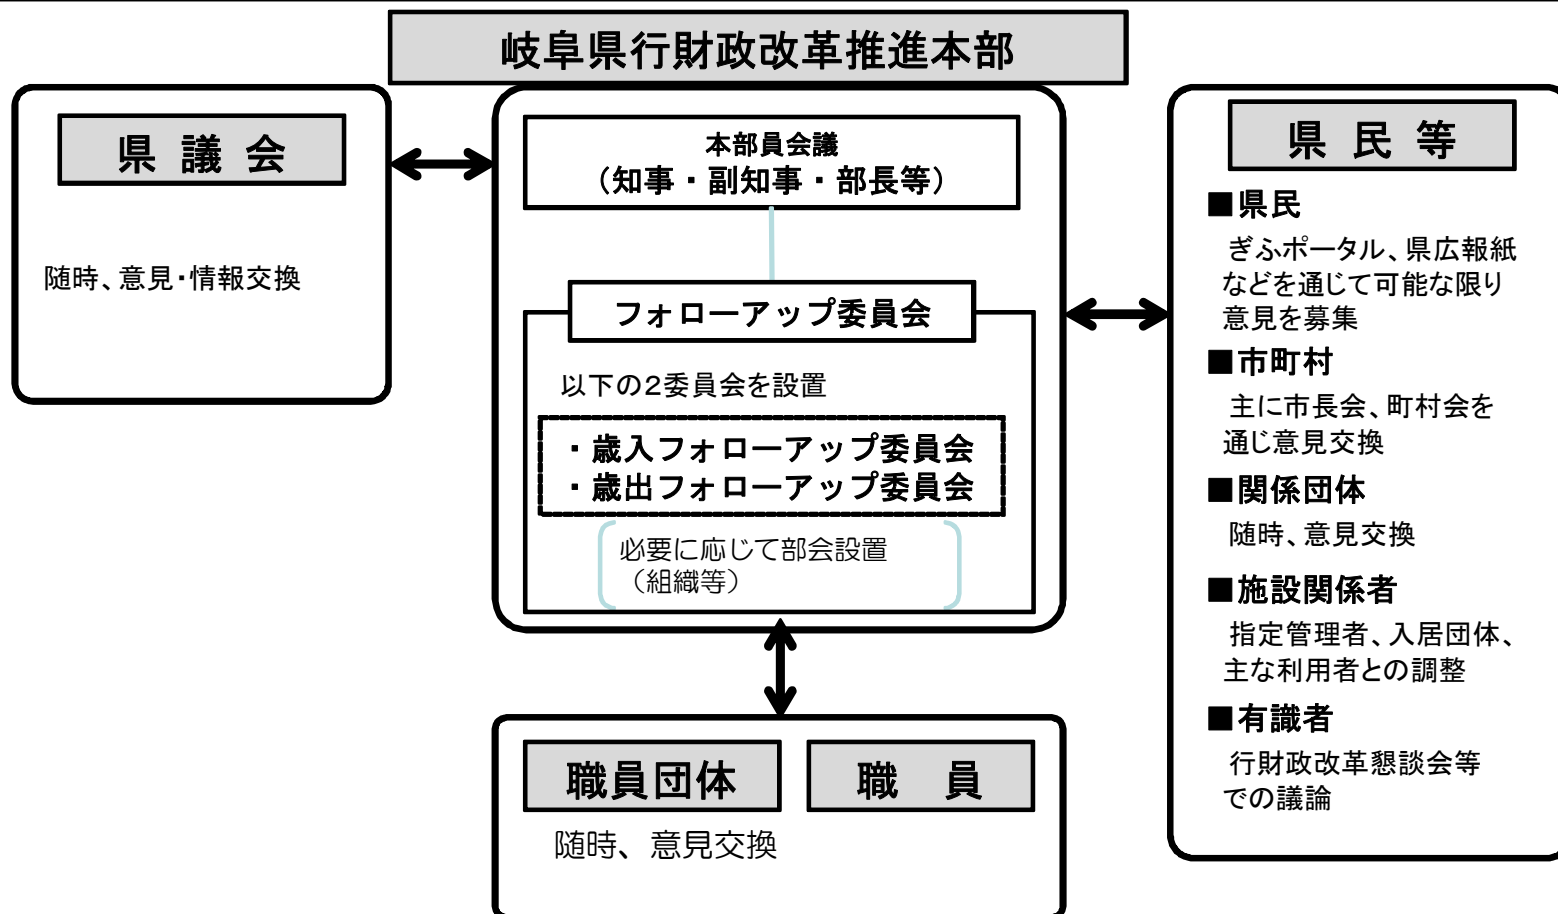 岐阜県行財政改革推進本部
県 議 会
随時、意見・情報交換
本部員会議
（知事・副知事・部長等）
フォローアップ委員会
以下の２委員会を設置
・歳入フォローアップ委員会
・歳出フォローアップ委員会
必要に応じて部会設置
（組織等）
職員団体
職　員
随時、意見交換
県 民 等
■県民
ぎふポータル、県広報紙
などを通じて可能な限り
意見を募集
■市町村
主に市長会、町村会を
通じ意見交換
■関係団体
随時、意見交換
■施設関係者
指定管理者、入居団体、
主な利用者との調整
■有識者
行財政改革懇談会等
での議論